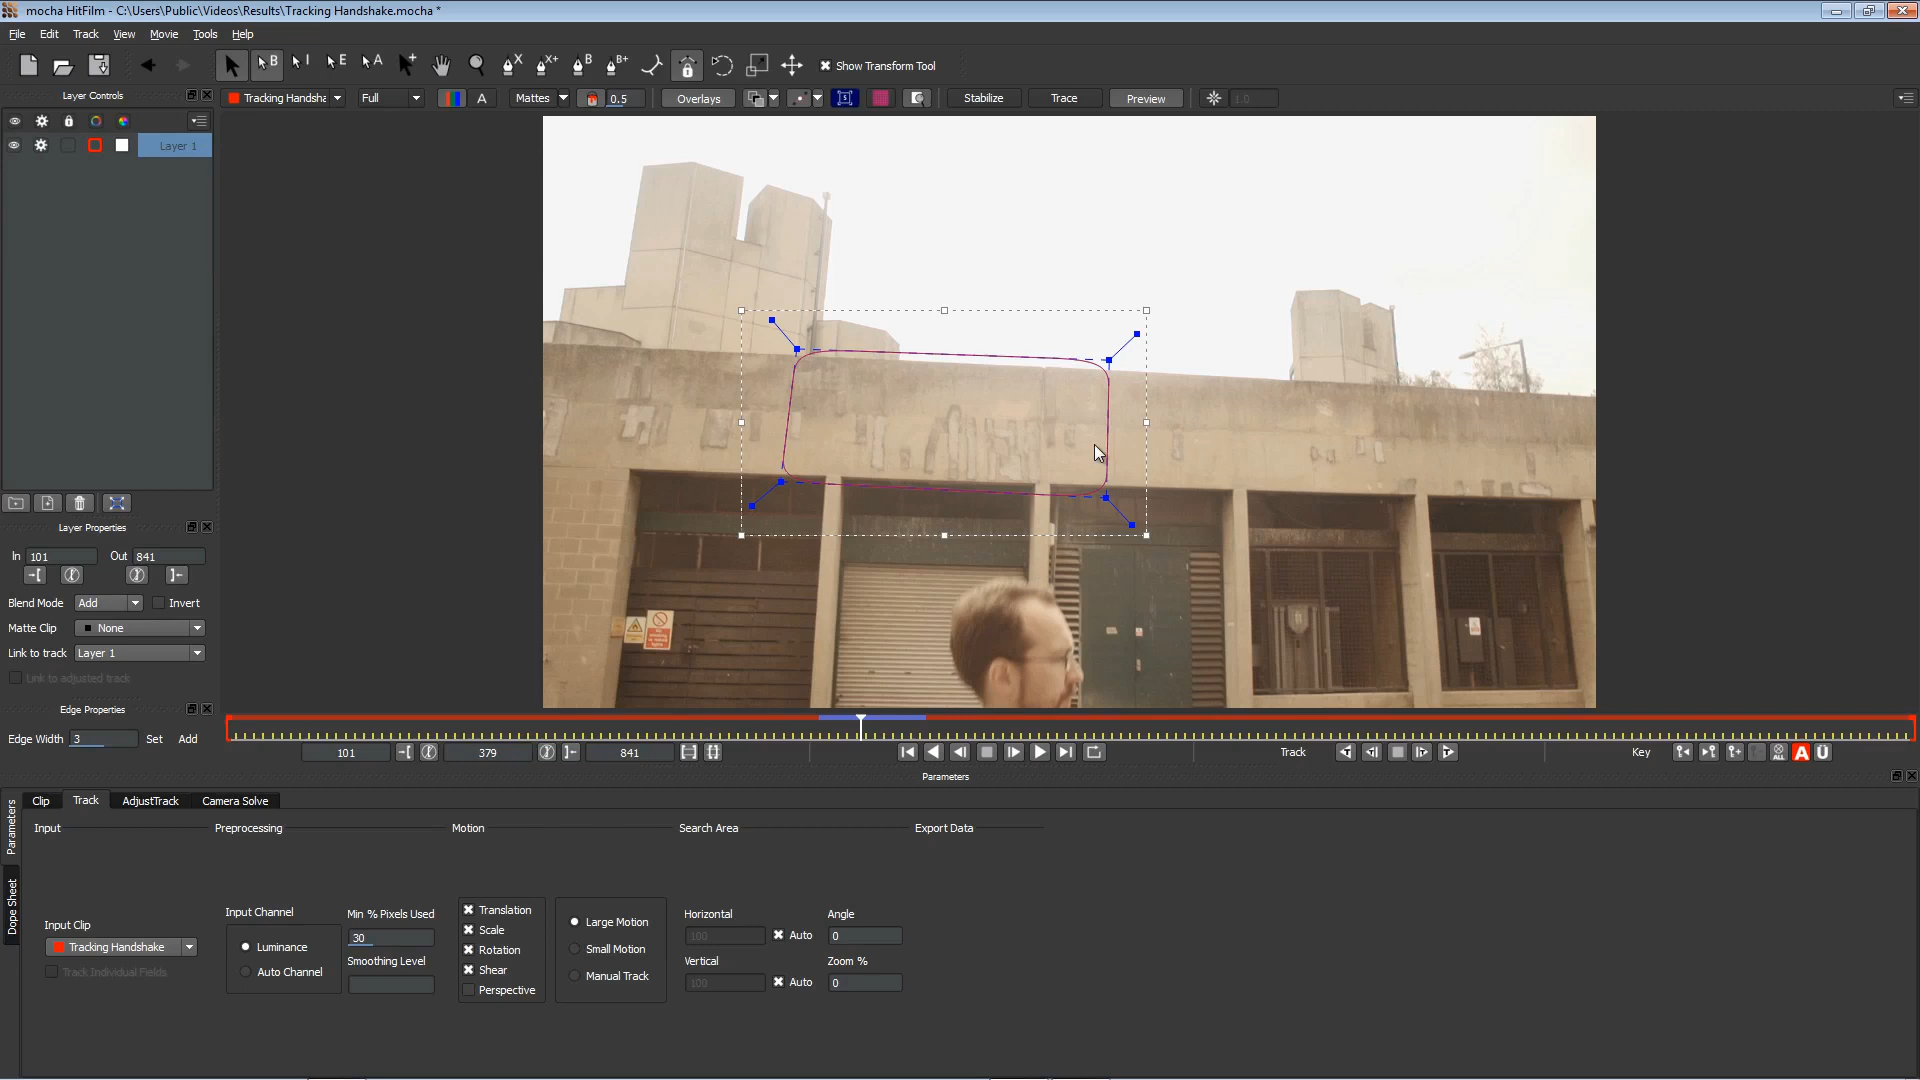 mocha HitFilm - C:\Users\Public\Videos\Results\Tracking Handshake.mocha *
File Edit Track View Movie Tools Help
Show Transform Tool
Layer Controls
Tracking Handsha Full A Mattes 0.5 Overlays Stabilize Trace Preview 1.0
Layer 1
Layer Properties
In 101 Out 841
Blend Mode Add Invert
Matte Clip None
Link to track Layer 1
Link to adjusted track
Edge Properties
Edge Width 3 Set Add
101 379 841 Track Key ALL A Ü
Parameters
Clip Track AdjustTrack Camera Solve
Parameters
Dope Sheet
Input Preprocessing Motion Search Area Export Data
Input Clip
Tracking Handshake
Track Individual Fields
Input Channel
Luminance
Auto Channel
Min % Pixels Used
30
Smoothing Level
Translation
Scale
Rotation
Shear
Perspective
Large Motion
Small Motion
Manual Track
Horizontal
100 Auto
Vertical
100 Auto
Angle
0
Zoom %
0